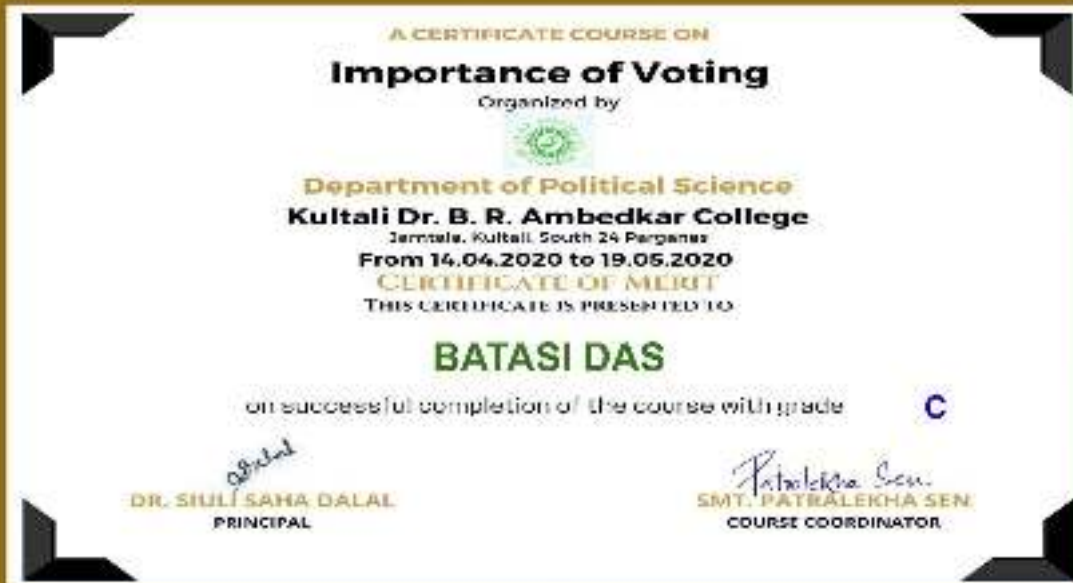 A CERTIFICATE COURSE ON
Importance of Voting
Organized by
Department of Political Science
Kultali Dr. B. R. Ambedkar College
Jamtala, Kultali, South 24 Parganas
From 14.04.2020 to 19.05.2020
CERTIFICATE OF MERIT
THIS CERTIFICATE IS PRESENTED TO
BATASI DAS
on successful completion of the course with grade C
Patralekha Sen.
DR. SIULI SAHA DALAL
SMT. PATRALEKHA SEN
PRINCIPAL
COURSE COORDINATOR